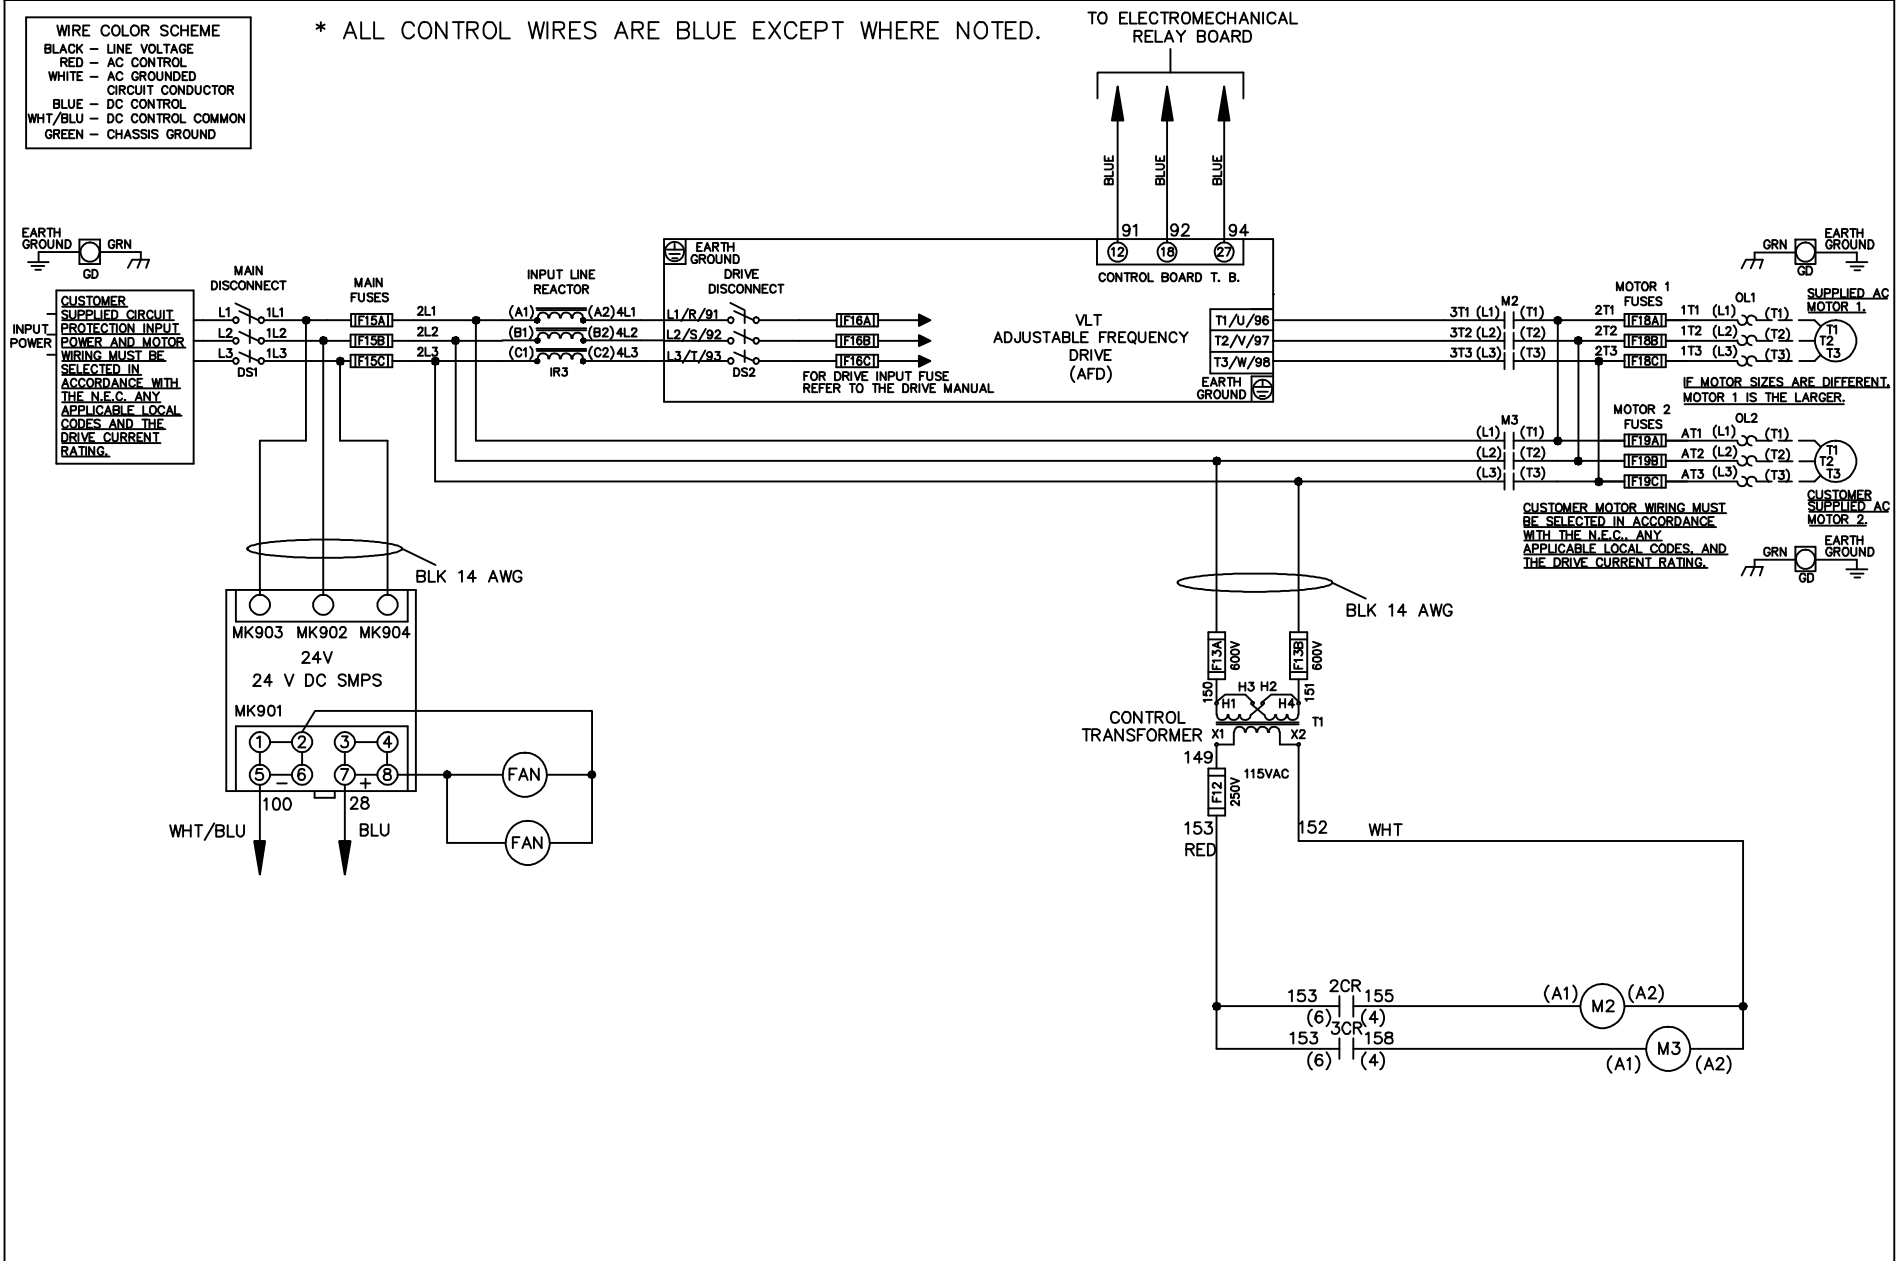 WIRE COLOR SCHEME
BLACK – LINE VOLTAGE
RED – AC CONTROL
WHITE – AC GROUNDED
CIRCUIT CONDUCTOR
BLUE – DC CONTROL
WHT/BLU – DC CONTROL COMMON
GREEN – CHASSIS GROUND
* ALL CONTROL WIRES ARE BLUE EXCEPT WHERE NOTED.
TO ELECTROMECHANICAL
RELAY BOARD
BLUE
BLUE
BLUE
91 92 94
12 18 27
CONTROL BOARD T. B.
EARTH
GROUND
GRN
GD
INPUT
POWER
CUSTOMER
SUPPLIED CIRCUIT
PROTECTION INPUT
POWER AND MOTOR
WIRING MUST BE
SELECTED IN
ACCORDANCE WITH
THE N.E.C. ANY
APPLICABLE LOCAL
CODES AND THE
DRIVE CURRENT
RATING.
MAIN
DISCONNECT
L1 1L1
L2 1L2
L3 1L3
DS1
MAIN
FUSES
F15A
F15B
F15C
2L1
2L2
2L3
INPUT LINE
REACTOR
(A1) (A2) 4L1
(B1) (B2) 4L2
(C1) (C2) 4L3
IR3
EARTH
GROUND
DRIVE
DISCONNECT
L1/R/91
L2/S/92
L3/T/93
DS2
F16A
F16B
F16C
FOR DRIVE INPUT FUSE
REFER TO THE DRIVE MANUAL
VLT
ADJUSTABLE FREQUENCY
DRIVE
(AFD)
T1/U/96
T2/V/97
T3/W/98
EARTH
GROUND
M2
3T1 (L1) (T1)
3T2 (L2) (T2)
3T3 (L3) (T3)
2T1
2T2
2T3
MOTOR 1
FUSES
F18A
F18B
F18C
1T1 (L1) (T1)
1T2 (L2) (T2)
1T3 (L3) (T3)
OL1
GRN
GD
EARTH
GROUND
SUPPLIED AC
MOTOR 1.
T1
T2
T3
IF MOTOR SIZES ARE DIFFERENT,
MOTOR 1 IS THE LARGER.
M3
(L1) (T1)
(L2) (T2)
(L3) (T3)
MOTOR 2
FUSES
F19A
F19B
F19C
OL2
AT1 (L1) (T1)
AT2 (L2) (T2)
AT3 (L3) (T3)
T1
T2
T3
CUSTOMER
SUPPLIED AC
MOTOR 2.
CUSTOMER MOTOR WIRING MUST
BE SELECTED IN ACCORDANCE
WITH THE N.E.C., ANY
APPLICABLE LOCAL CODES, AND
THE DRIVE CURRENT RATING.
GRN
GD
EARTH
GROUND
BLK 14 AWG
MK903 MK902 MK904
24V
24 V DC SMPS
MK901
1 2 3 4
5 – 6 7 + 8
100 28
WHT/BLU
BLU
FAN
FAN
BLK 14 AWG
F13A
600V
F13B
600V
150
151
H3 H2
H1 H4
T1
CONTROL
TRANSFORMER
X1 X2
149
F12
250V
115VAC
153
RED
152
WHT
2CR
153 155
(6) (4)
(A1) M2 (A2)
3CR
153 158
(6) (4)
(A1) M3 (A2)